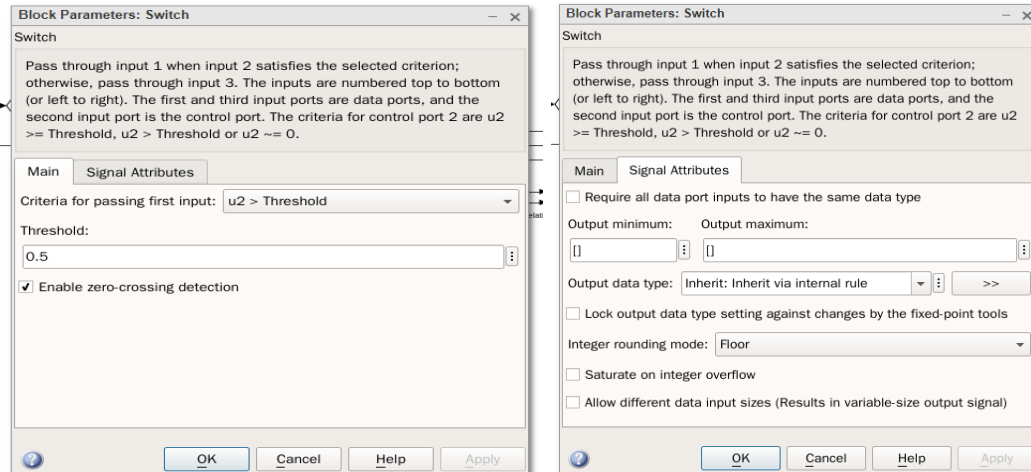 Block Parameters: Switch
Switch
Pass through input 1 when input 2 satisfies the selected criterion;
otherwise, pass through input 3. The inputs are numbered top to bottom
(or left to right). The first and third input ports are data ports, and the
second input port is the control port. The criteria for control port 2 are u2
>= Threshold, u2 > Threshold or u2 ~= 0.
Main Signal Attributes
Criteria for passing first input: u2 > Threshold
Threshold:
0.5
Enable zero-crossing detection
OK Cancel Help Apply
Block Parameters: Switch
Switch
Pass through input 1 when input 2 satisfies the selected criterion;
otherwise, pass through input 3. The inputs are numbered top to bottom
(or left to right). The first and third input ports are data ports, and the
second input port is the control port. The criteria for control port 2 are u2
>= Threshold, u2 > Threshold or u2 ~= 0.
Main Signal Attributes
Require all data port inputs to have the same data type
Output minimum: Output maximum:
[] []
Output data type: Inherit: Inherit via internal rule >>
Lock output data type setting against changes by the fixed-point tools
Integer rounding mode: Floor
Saturate on integer overflow
Allow different data input sizes (Results in variable-size output signal)
OK Cancel Help Apply